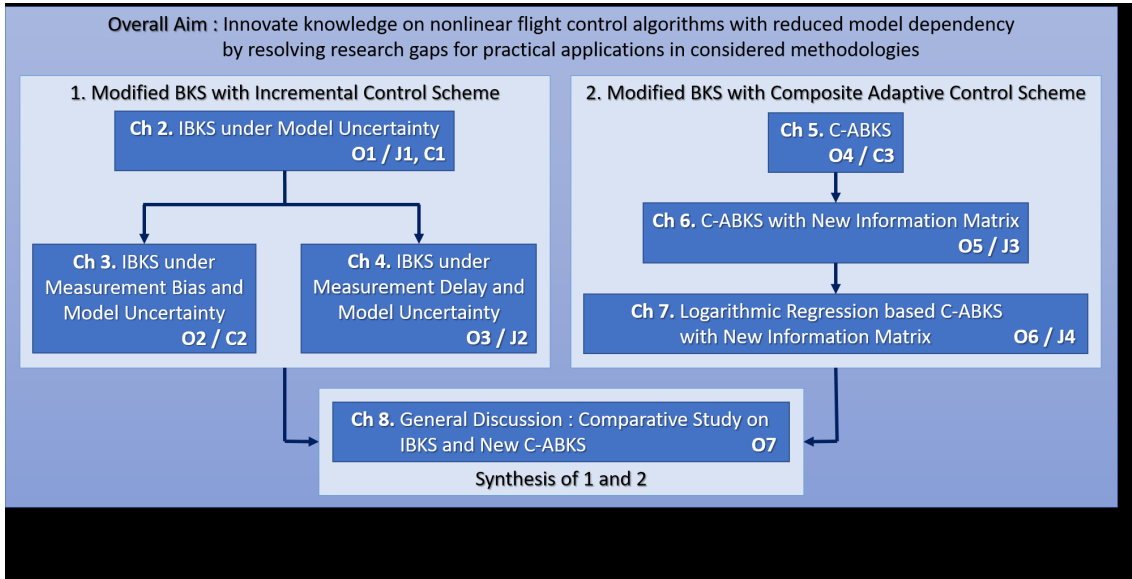 Overall Aim : Innovate knowledge on nonlinear flight control algorithms with reduced model dependency
by resolving research gaps for practical applications in considered methodologies
1. Modified BKS with Incremental Control Scheme
Ch 2. IBKS under Model Uncertainty
O1 / J1, C1
Ch 3. IBKS under
Measurement Bias and
Model Uncertainty
O2 / C2
Ch 4. IBKS under
Measurement Delay and
Model Uncertainty
O3 / J2
2. Modified BKS with Composite Adaptive Control Scheme
Ch 5. C-ABKS
O4 / C3
Ch 6. C-ABKS with New Information Matrix
O5 / J3
Ch 7. Logarithmic Regression based C-ABKS
with New Information Matrix O6 / J4
Ch 8. General Discussion : Comparative Study on
IBKS and New C-ABKS O7
Synthesis of 1 and 2